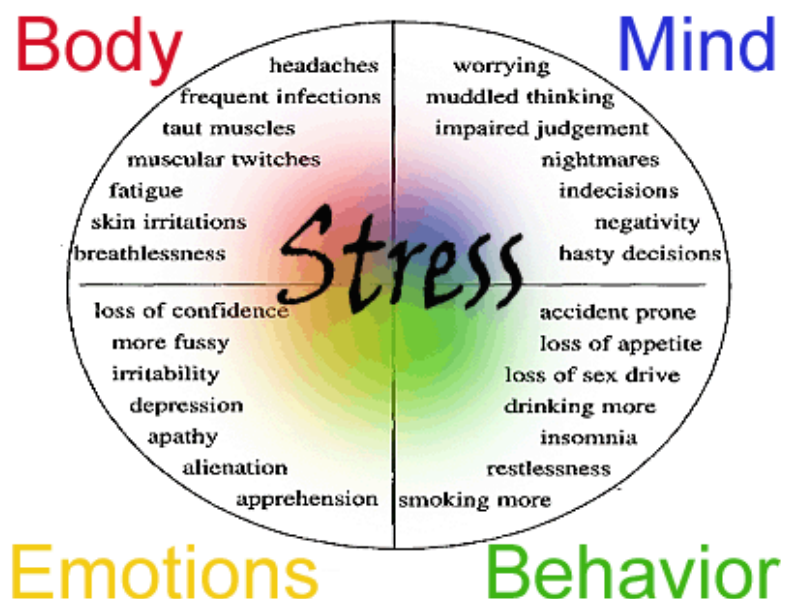 Body
headaches
frequent infections
taut muscles
muscular twitches
fatigue
skin irritations
breathlessness
Mind
worrying
muddled thinking
impaired judgement
nightmares
indecisions
negativity
hasty decisions
Stress
loss of confidence
more fussy
irritability
depression
apathy
alienation
apprehension
Emotions
accident prone
loss of appetite
loss of sex drive
drinking more
insomnia
restlessness
smoking more
Behavior